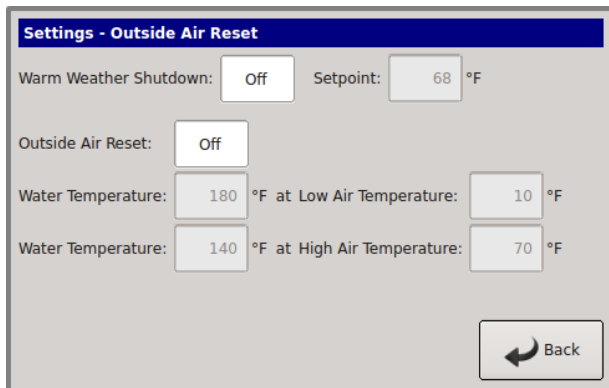 Settings - Outside Air Reset
Warm Weather Shutdown: Off Setpoint: 68 °F
Outside Air Reset: Off
Water Temperature: 180 °F at Low Air Temperature: 10 °F
Water Temperature: 140 °F at High Air Temperature: 70 °F
Back